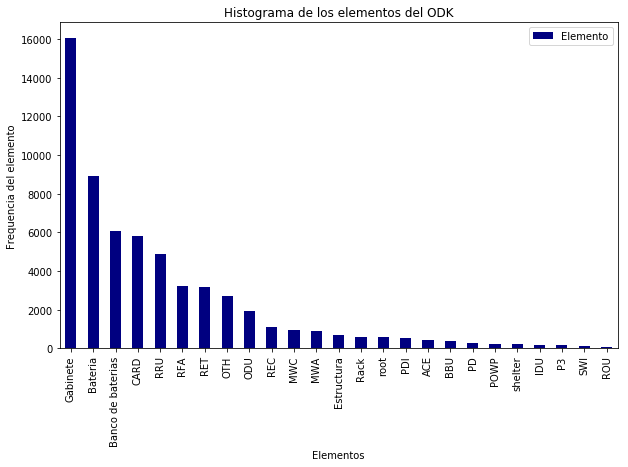 Histograma de los elementos del ODK
Elemento
Frequencia del elemento
16000
14000
12000
10000
8000
6000
4000
2000
0
Gabinete
Bateria
Banco de baterias
CARD
RRU
RFA
RET
OTH
ODU
REC
MWC
MWA
Estructura
Rack
root
PDI
ACE
BBU
PD
POWP
shelter
IDU
P3
SWI
ROU
Elementos